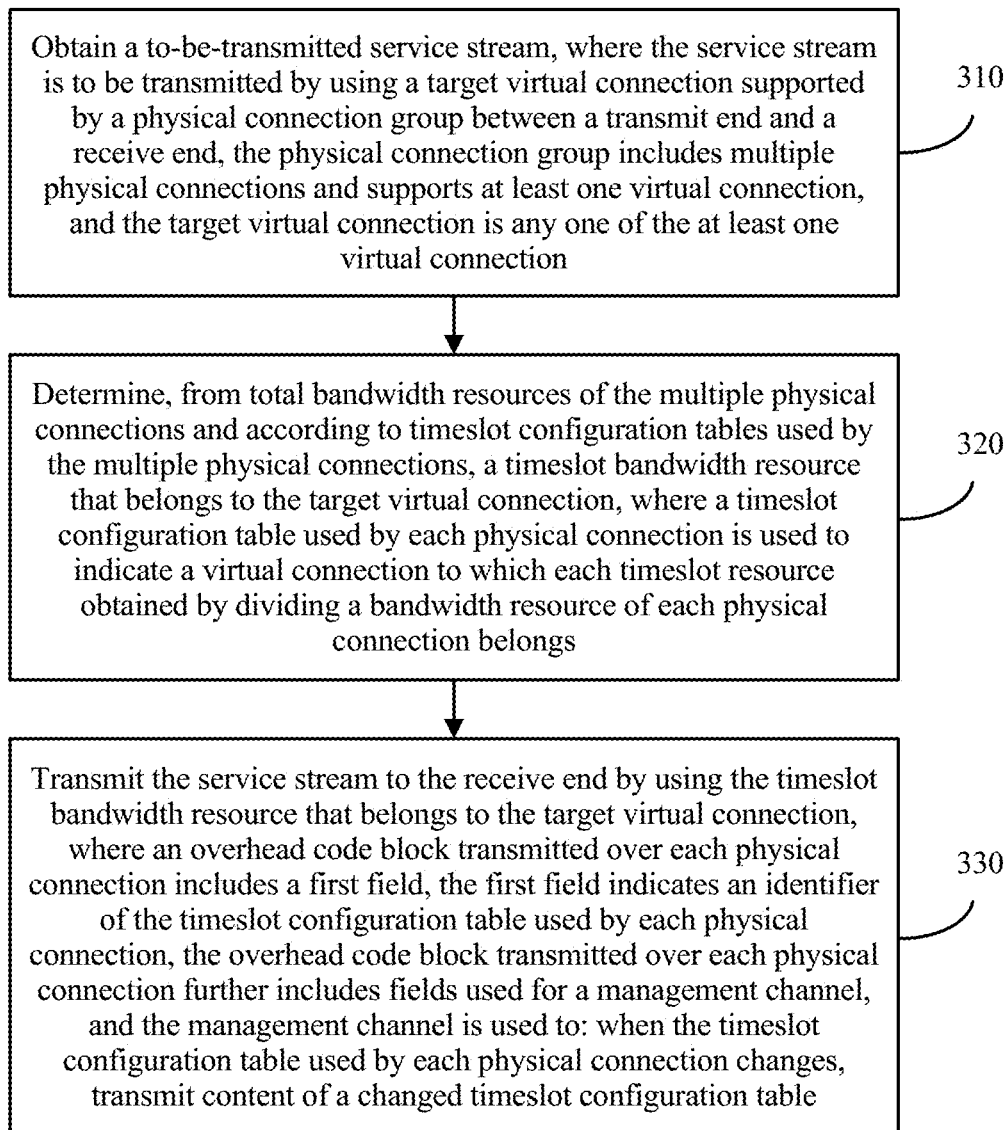 Obtain a to-be-transmitted service stream, where the service stream
is to be transmitted by using a target virtual connection supported
by a physical connection group between a transmit end and a
receive end, the physical connection group includes multiple
physical connections and supports at least one virtual connection,
and the target virtual connection is any one of the at least one
virtual connection
310
Determine, from total bandwidth resources of the multiple physical
connections and according to timeslot configuration tables used by
the multiple physical connections, a timeslot bandwidth resource
that belongs to the target virtual connection, where a timeslot
configuration table used by each physical connection is used to
indicate a virtual connection to which each timeslot resource
obtained by dividing a bandwidth resource of each physical
connection belongs
320
Transmit the service stream to the receive end by using the timeslot
bandwidth resource that belongs to the target virtual connection,
where an overhead code block transmitted over each physical
connection includes a first field, the first field indicates an identifier
of the timeslot configuration table used by each physical
connection, the overhead code block transmitted over each physical
connection further includes fields used for a management channel,
and the management channel is used to: when the timeslot
configuration table used by each physical connection changes,
transmit content of a changed timeslot configuration table
330